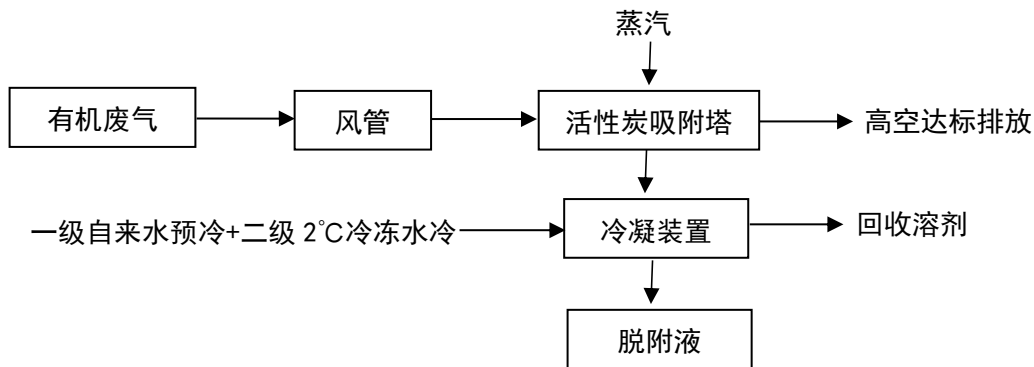 蒸汽
有机废气
风管
活性炭吸附塔
高空达标排放
一级自来水预冷+二级 2℃冷冻水冷
冷凝装置
回收溶剂
脱附液